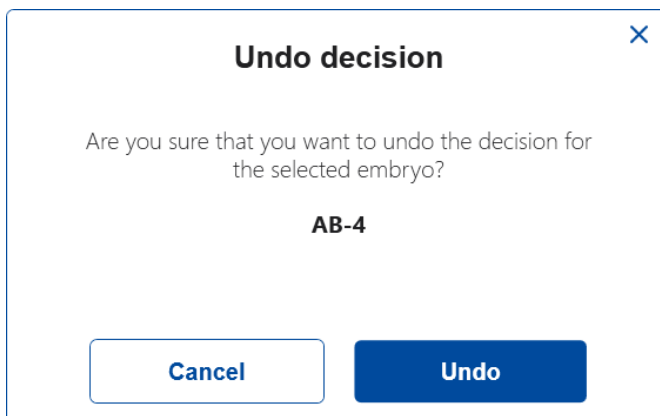 Undo decision
Are you sure that you want to undo the decision for
the selected embryo?
AB-4
Cancel
Undo